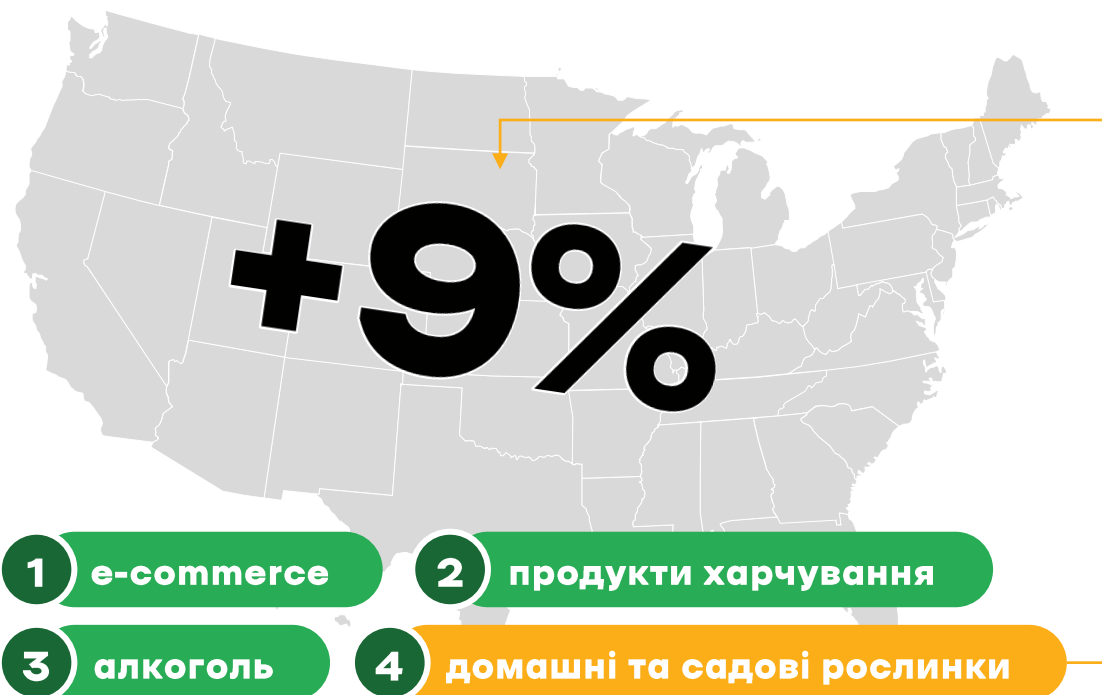 +9%
1 e-commerce
2 продукти харчування
3 алкоголь
4 домашні та садові рослинки